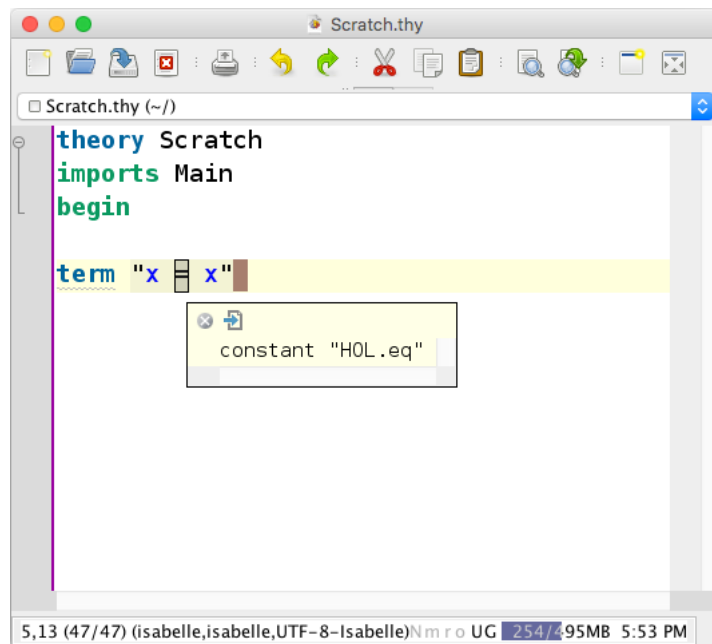 Scratch.thy
Scratch.thy (~/)
theory Scratch
imports Main
begin
term "x = x"
constant "HOL.eq"
5,13 (47/47) (isabelle,isabelle,UTF-8-Isabelle)N m r o UG 254/495MB 5:53 PM